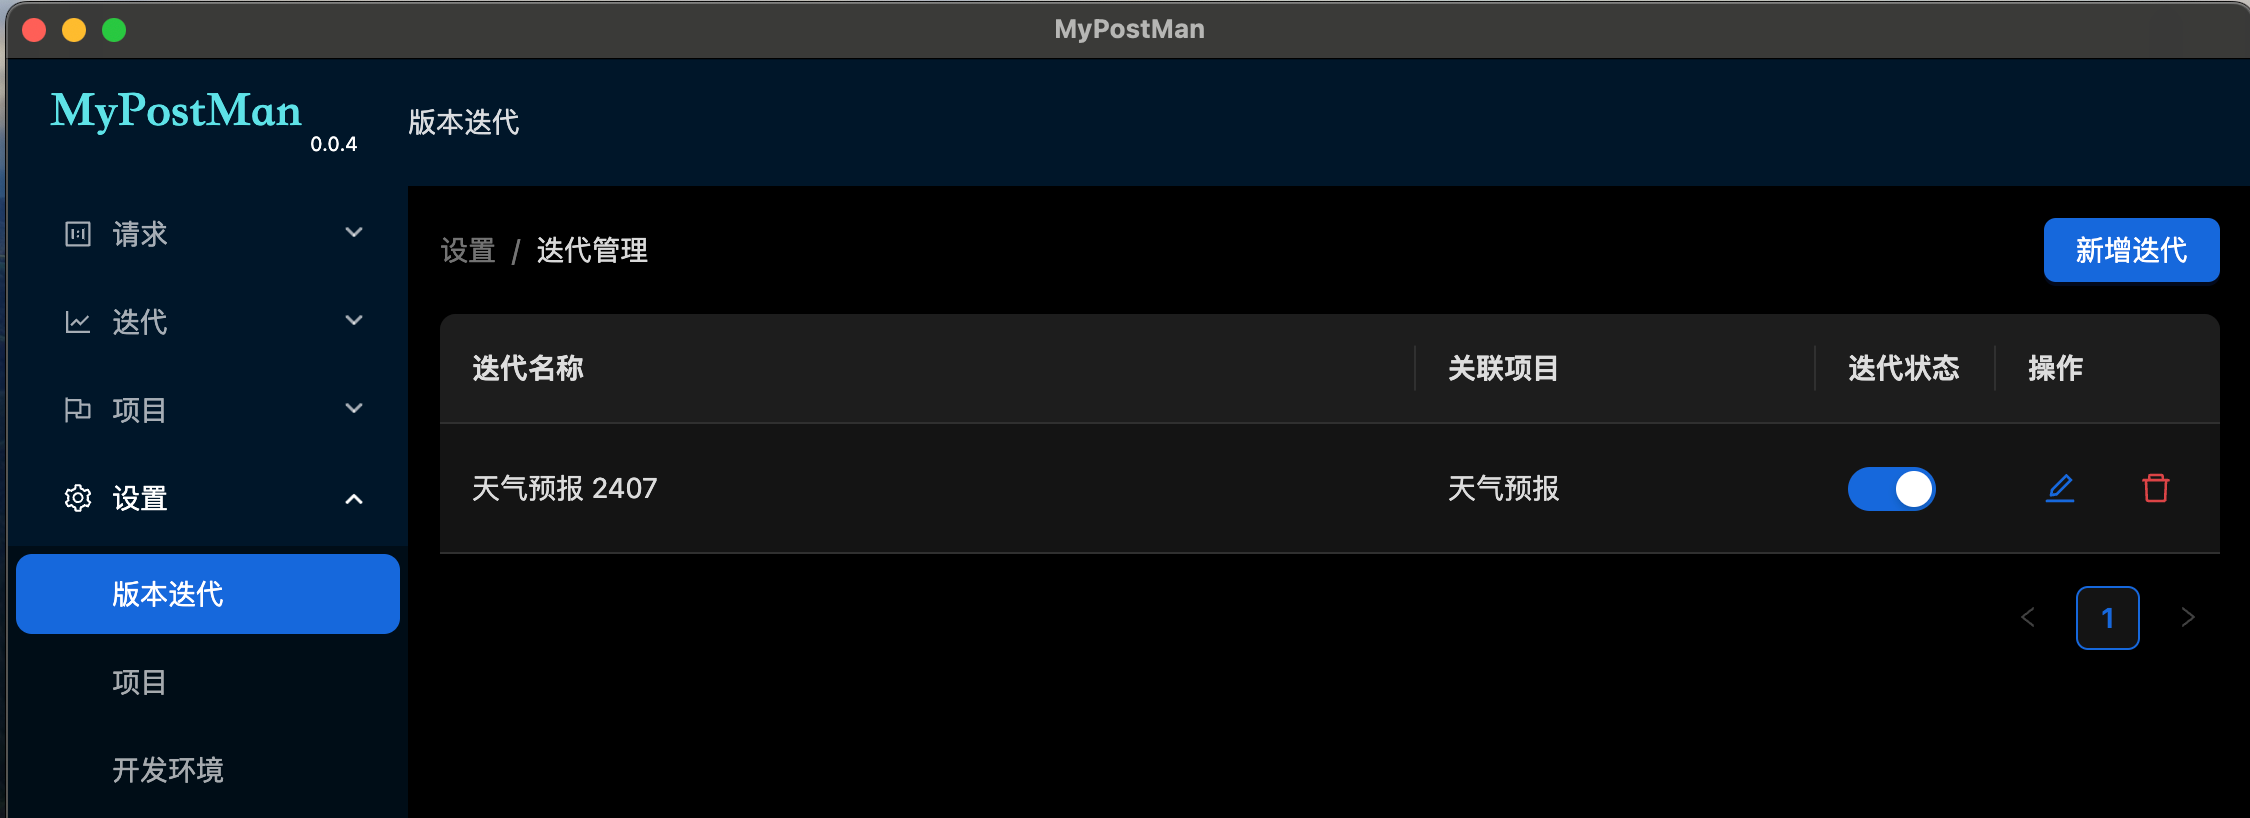 MyPostMan
MyPostMan
0.0.4
版本迭代
请求
迭代
项目
设置
版本迭代
项目
开发环境
设置 / 迭代管理
新增迭代
迭代名称 关联项目 迭代状态 操作
天气预报 2407 天气预报
1